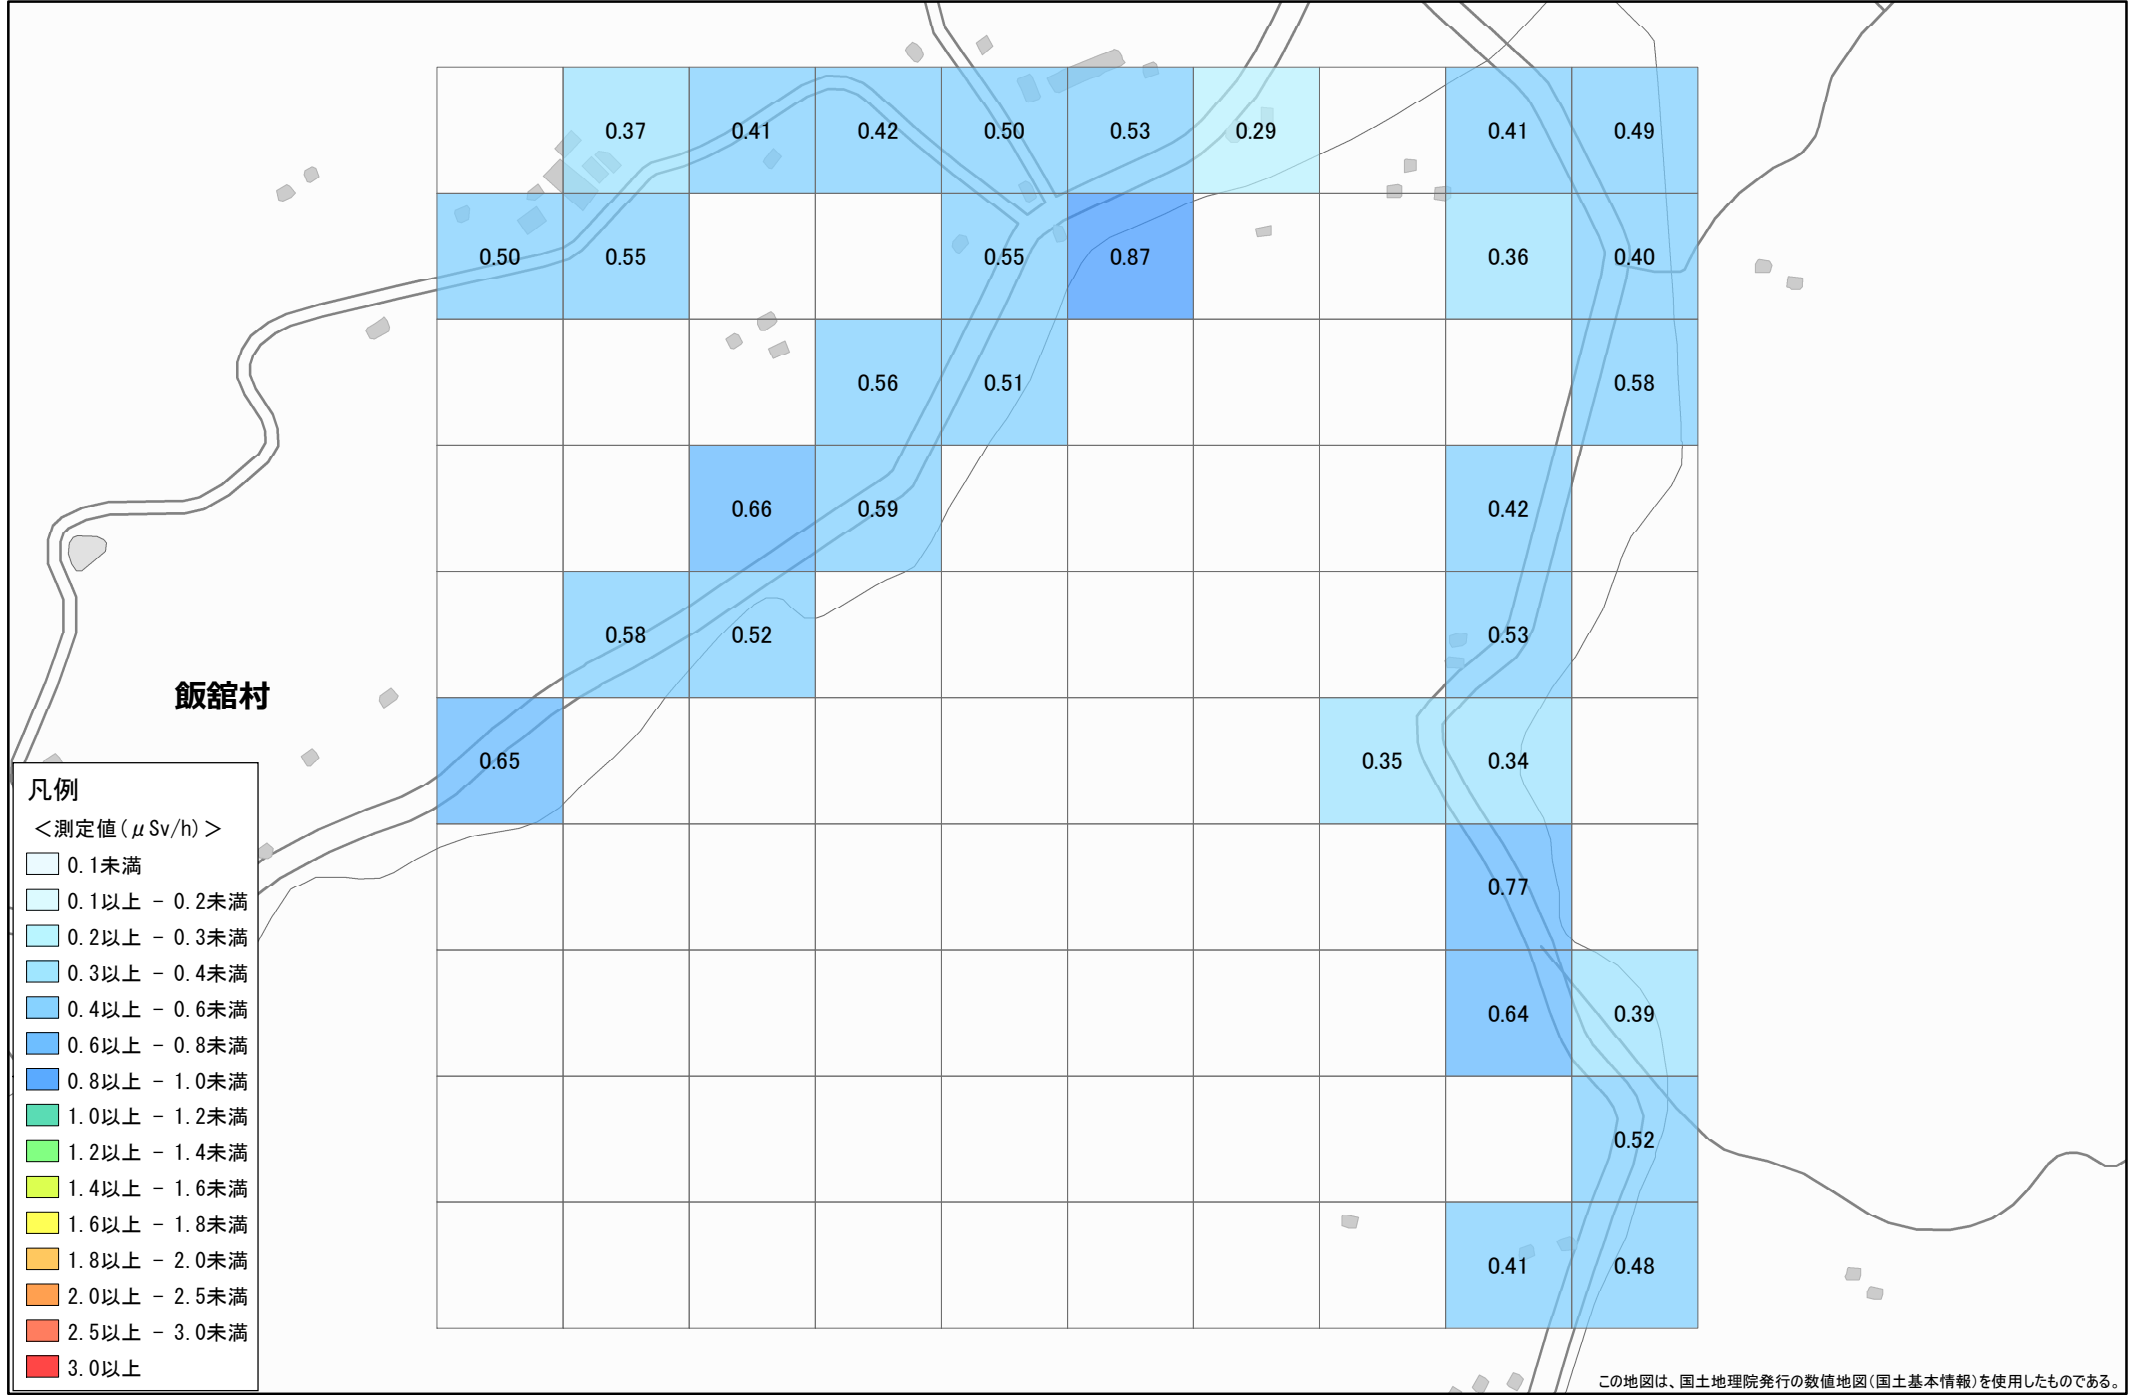 0.37 0.41 0.42 0.50 0.53 0.29 0.41 0.49
0.50 0.55 0.55 0.87 0.36 0.40
0.56 0.51 0.58
0.66 0.59 0.42
0.58 0.52 0.53
飯舘村
0.65 0.35 0.34
0.77
0.64 0.39
0.52
0.41 0.48
凡例
＜測定値(μSv/h)＞
0.1未満
0.1以上 - 0.2未満
0.2以上 - 0.3未満
0.3以上 - 0.4未満
0.4以上 - 0.6未満
0.6以上 - 0.8未満
0.8以上 - 1.0未満
1.0以上 - 1.2未満
1.2以上 - 1.4未満
1.4以上 - 1.6未満
1.6以上 - 1.8未満
1.8以上 - 2.0未満
2.0以上 - 2.5未満
2.5以上 - 3.0未満
3.0以上
この地図は、国土地理院発行の数値地図(国土基本情報)を使用したものである。